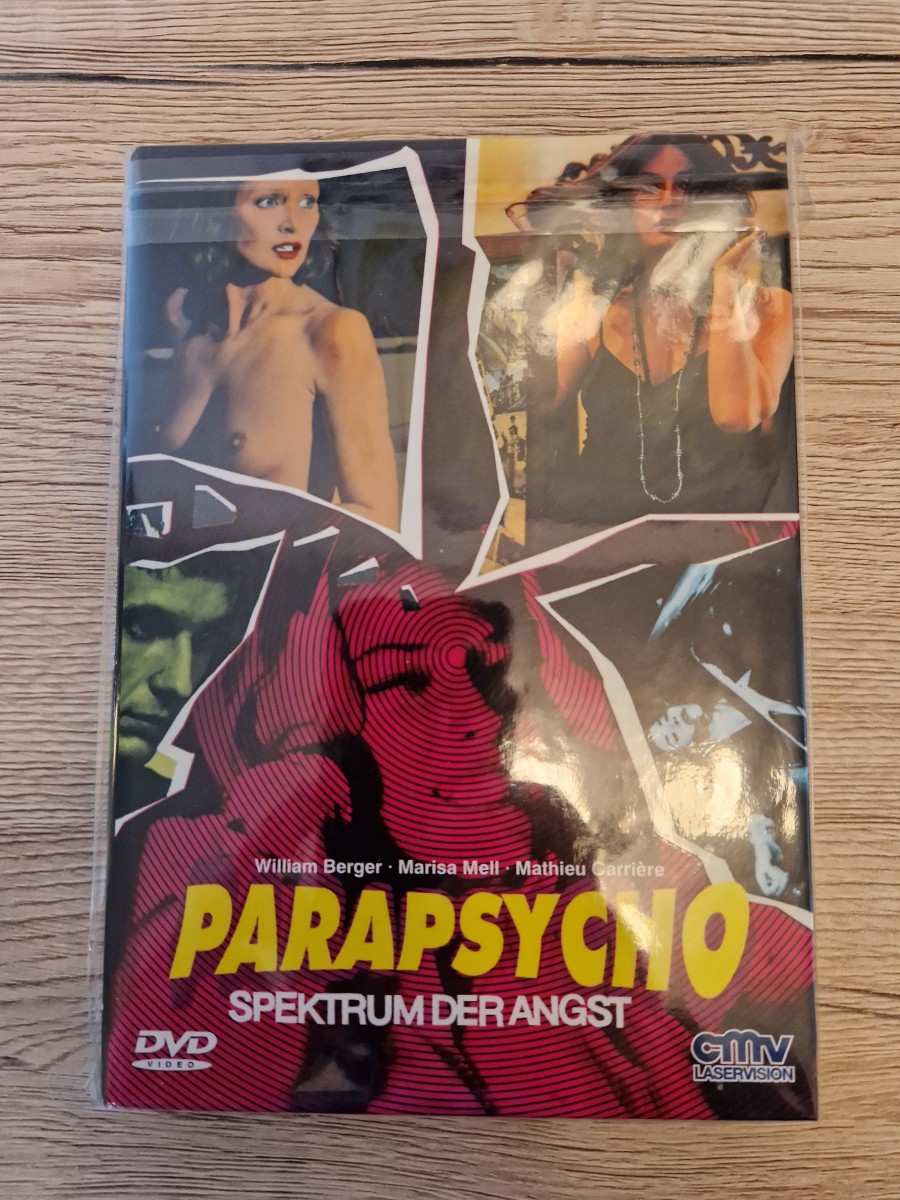 William Berger · Marisa Mell · Mathieu Carrière
PARAPSYCHO
SPEKTRUM DER ANGST
DVD
VIDEO
cmv
LASERVISION